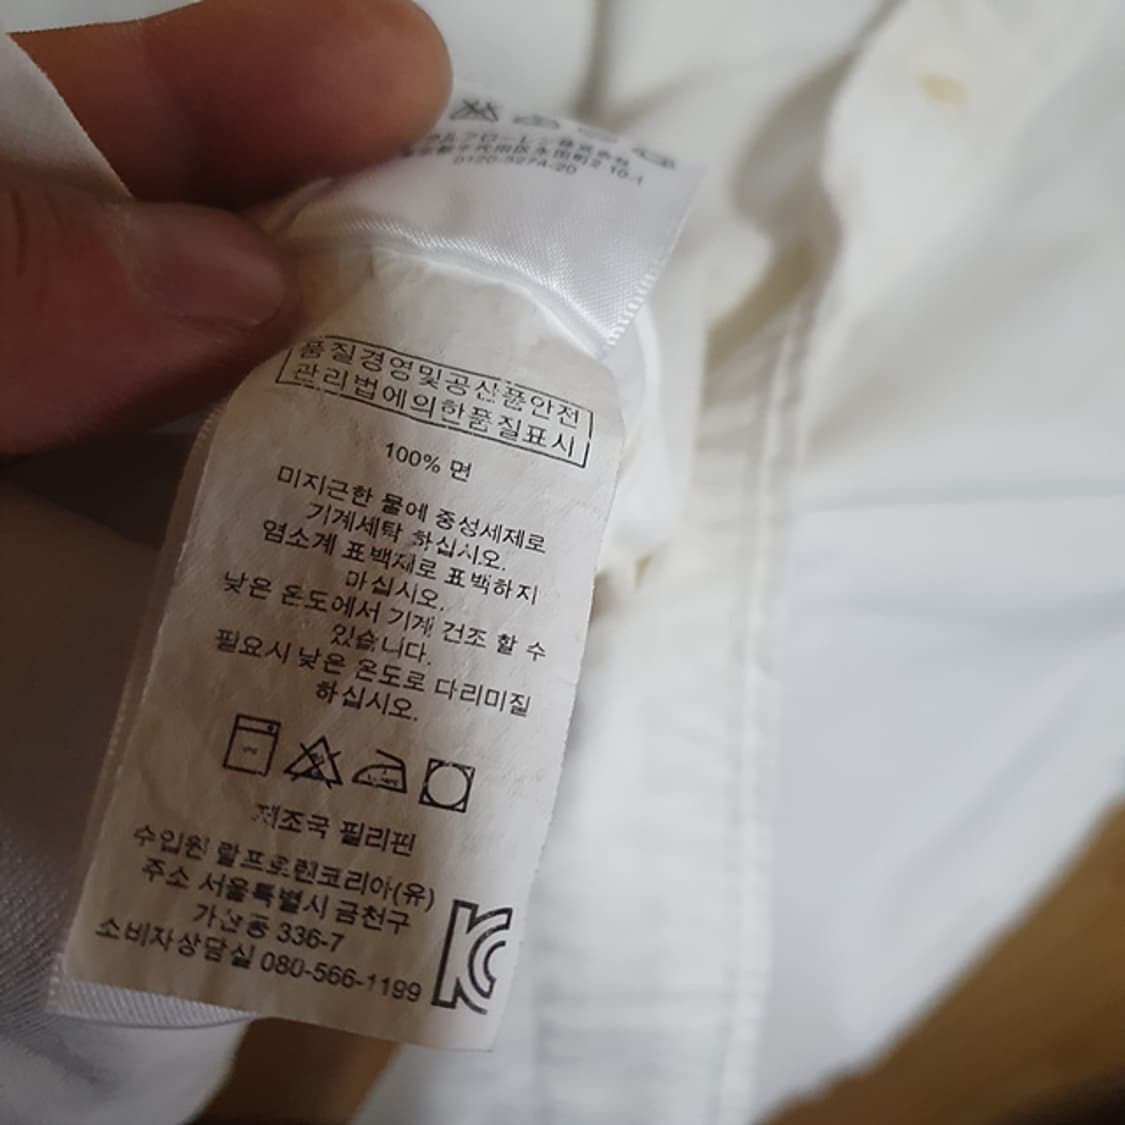 0120-3274-20
품질경영및공산품안전
관리법에의한품질표시
100% 면
미지근한 물에 중성세제로
기계세탁 하십시오.
염소계 표백제로 표백하지
마십시오.
낮은 온도에서 기계 건조 할 수
있습니다.
필요시 낮은 온도로 다리미질
하십시오.
제조국 필리핀
수입원 랄프로렌코리아(유)
주소 서울특별시 금천구
가산동 336-7
소비자상담실 080-566-1199